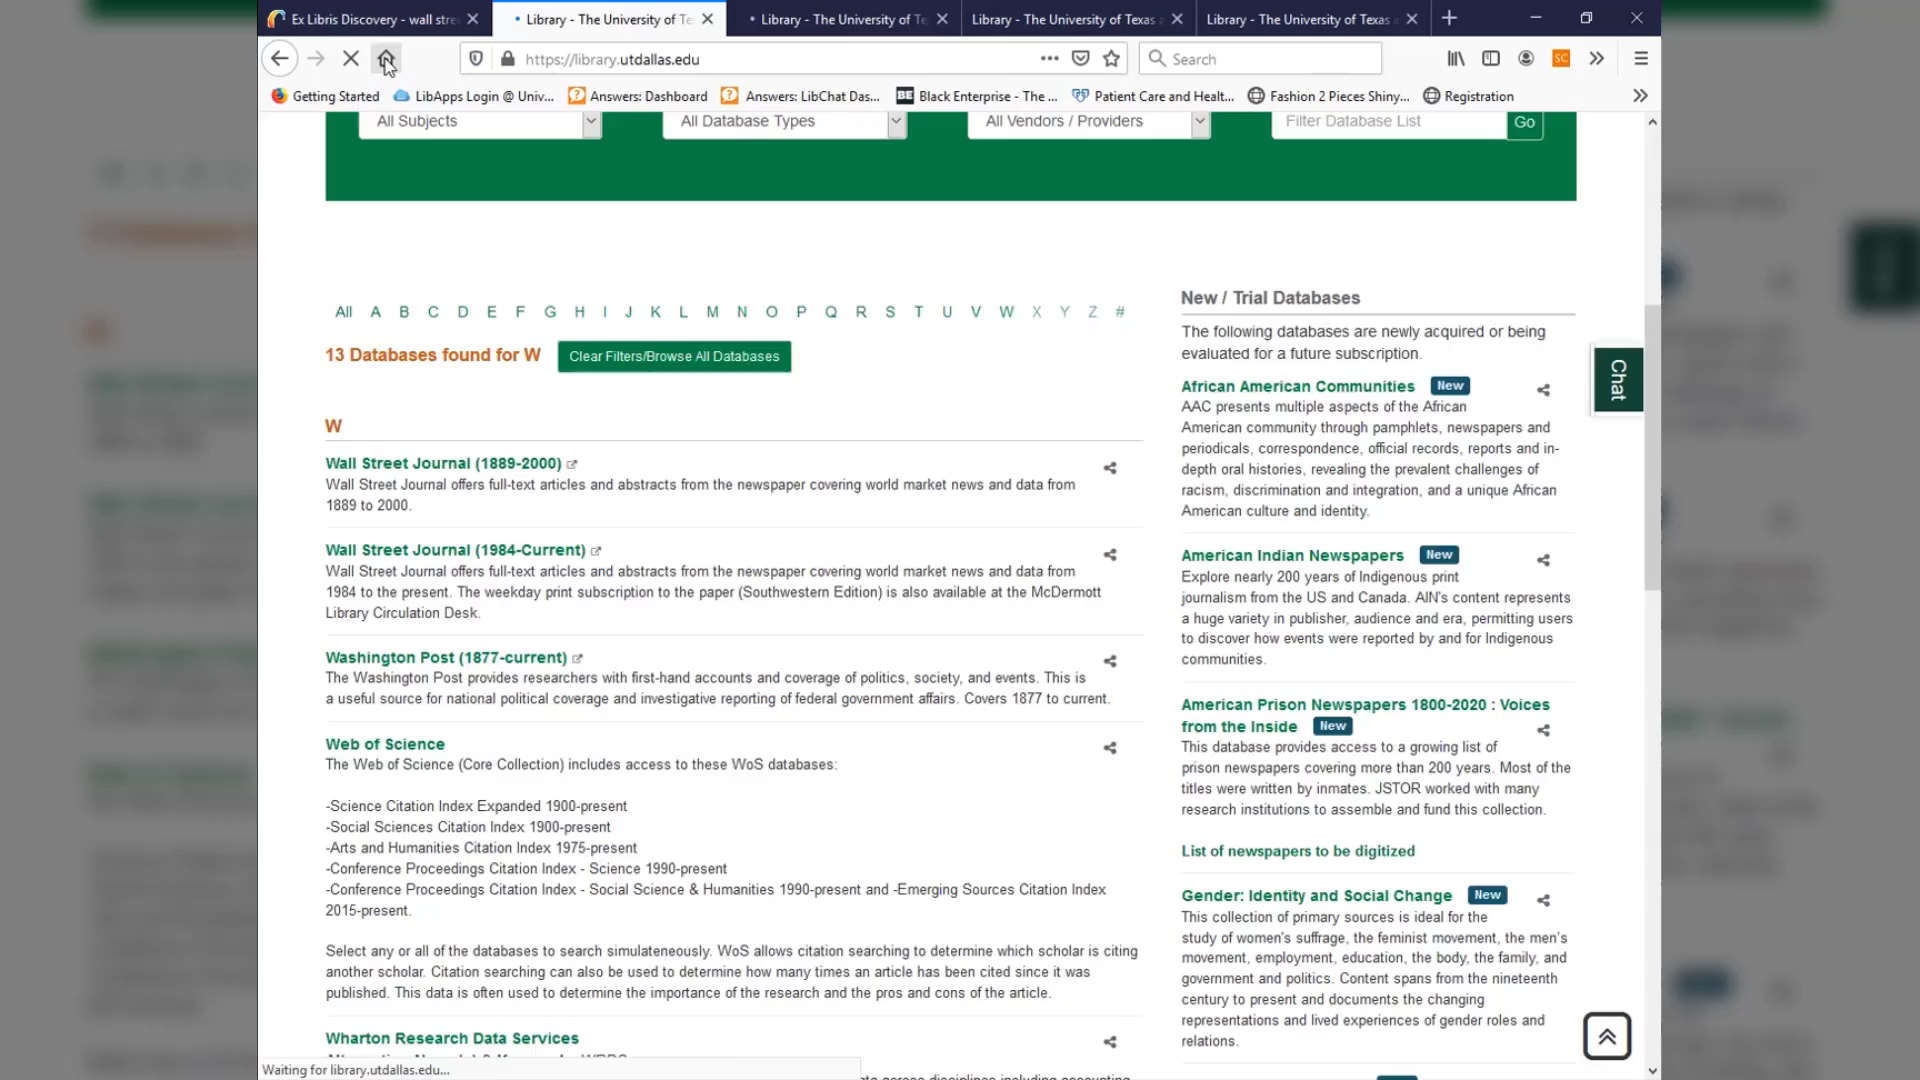 Ex Libris Discovery - wall stre
Library - The University of Te
Library - The University of Te
Library - The University of Texas a
Library - The University of Texas a
https://library.utdallas.edu
Search
SC
Getting Started
LibApps Login @ Univ...
Answers: Dashboard
Answers: LibChat Das...
BE
Black Enterprise - The ...
Patient Care and Healt...
Fashion 2 Pieces Shiny...
Registration
All Subjects
All Database Types
All Vendors / Providers
Filter Database List
Go
All A B C D E F G H I J K L M N O P Q R S T U V W X Y Z #
13 Databases found for W
Clear Filters/Browse All Databases
W
Wall Street Journal (1889-2000)
Wall Street Journal offers full-text articles and abstracts from the newspaper covering world market news and data from
1889 to 2000.
Wall Street Journal (1984-Current)
Wall Street Journal offers full-text articles and abstracts from the newspaper covering world market news and data from
1984 to the present. The weekday print subscription to the paper (Southwestern Edition) is also available at the McDermott
Library Circulation Desk.
Washington Post (1877-current)
The Washington Post provides researchers with first-hand accounts and coverage of politics, society, and events. This is
a useful source for national political coverage and investigative reporting of federal government affairs. Covers 1877 to current.
Web of Science
The Web of Science (Core Collection) includes access to these WoS databases:
-Science Citation Index Expanded 1900-present
-Social Sciences Citation Index 1900-present
-Arts and Humanities Citation Index 1975-present
-Conference Proceedings Citation Index - Science 1990-present
-Conference Proceedings Citation Index - Social Science & Humanities 1990-present and -Emerging Sources Citation Index
2015-present.
Select any or all of the databases to search simulateneously. WoS allows citation searching to determine which scholar is citing
another scholar. Citation searching can also be used to determine how many times an article has been cited since it was
published. This data is often used to determine the importance of the research and the pros and cons of the article.
Wharton Research Data Services
New / Trial Databases
The following databases are newly acquired or being
evaluated for a future subscription.
African American Communities New
AAC presents multiple aspects of the African
American community through pamphlets, newspapers and
periodicals, correspondence, official records, reports and in-
depth oral histories, revealing the prevalent challenges of
racism, discrimination and integration, and a unique African
American culture and identity.
American Indian Newspapers New
Explore nearly 200 years of Indigenous print
journalism from the US and Canada. AIN's content represents
a huge variety in publisher, audience and era, permitting users
to discover how events were reported by and for Indigenous
communities.
American Prison Newspapers 1800-2020 : Voices
from the Inside New
This database provides access to a growing list of
prison newspapers covering more than 200 years. Most of the
titles were written by inmates. JSTOR worked with many
research institutions to assemble and fund this collection.
List of newspapers to be digitized
Gender: Identity and Social Change New
This collection of primary sources is ideal for the
study of women's suffrage, the feminist movement, the men's
movement, employment, education, the body, the family, and
government and politics. Content spans from the nineteenth
century to present and documents the changing
representations and lived experiences of gender roles and
relations.
Chat
Waiting for library.utdallas.edu...